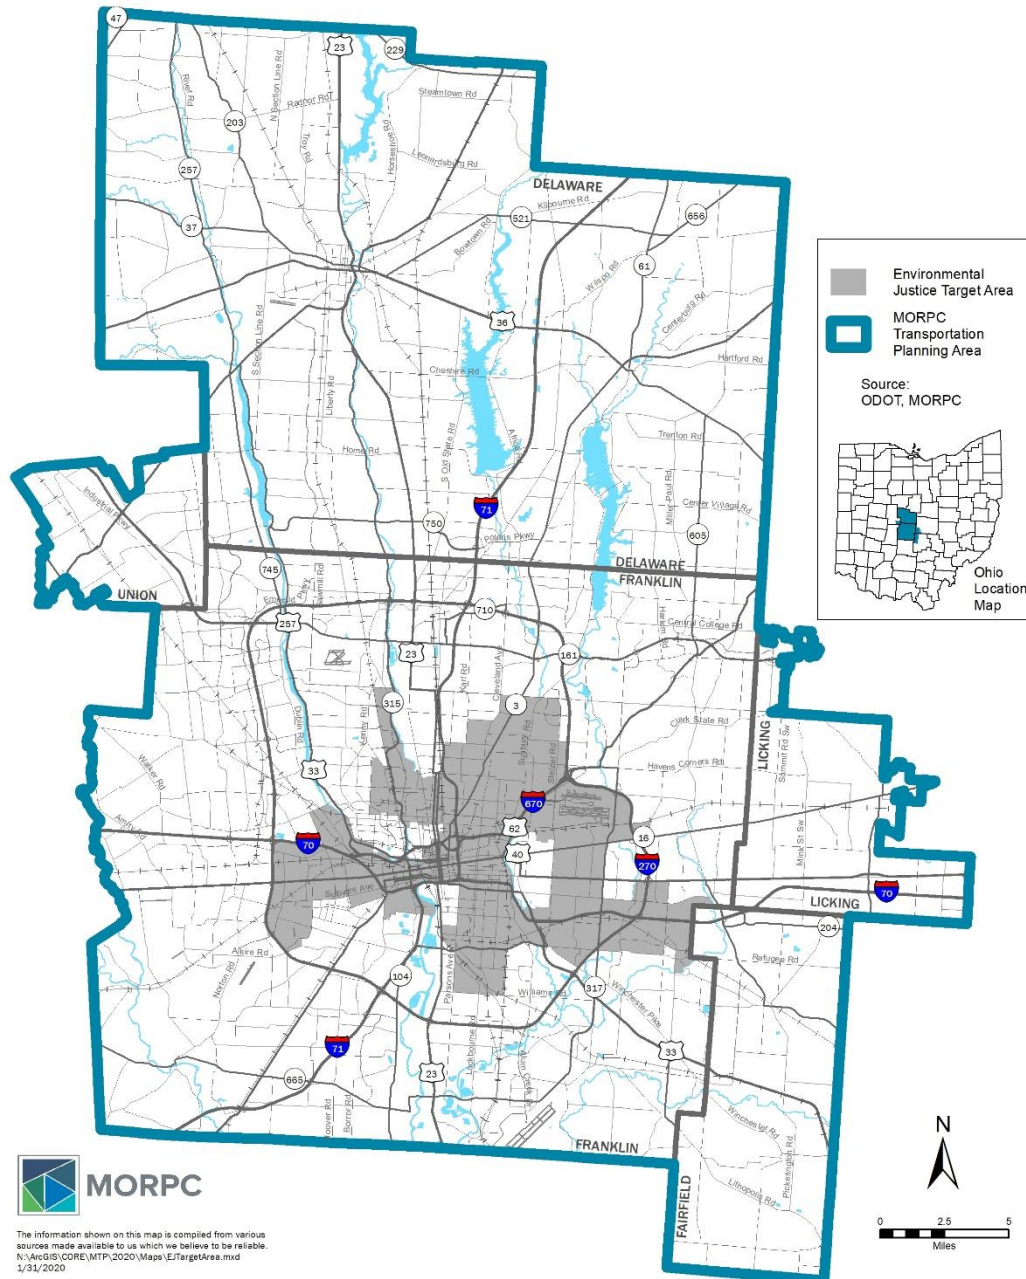 47
23
229
River Rd
N Section Line Rd
Radnor Rd
Troy Rd
Horseshoe Rd
Steamtown Rd
203
Leonardsburg Rd
257
DELAWARE
Kilbourne Rd
37
521
656
Bowtown Rd
61
Wilson Rd
Centerburg Rd
36
S Section Line Rd
Liberty Rd
Cheshire Rd
Hartford Rd
S Old State Rd
Africa Rd
Trenton Rd
Home Rd
Miller Paul Rd
Center Village Rd
Industrial Pkwy
71
750
Polaris Pkwy
605
DELAWARE
FRANKLIN
745
Sawmill Rd
UNION
257
710
Harlem Rd
Central College Rd
23
161
Karl Rd
Cleveland Ave
315
3
Dublin Rd
Kenny Rd
Sunbury Rd
Stelzer Rd
Clark State Rd
LICKING
Summit Rd Sw
33
Walker Rd
Havens Corners Rd
670
Amity Rd
62
16
70
40
270
Mink St Sw
70
Sullivant Ave
LICKING
204
Alkire Rd
Norton Rd
Refugee Rd
104
Parsons Ave
Williams Rd
317
Winchester Pike
71
Lockbourne Rd
33
23
665
Alum Creek Dr
Hoover Rd
Borror Rd
Winchester Rd
FRANKLIN
Pickerington Rd
Lithopolis Rd
FAIRFIELD
Environmental
Justice Target Area
MORPC
Transportation
Planning Area
Source:
ODOT, MORPC
Ohio
Location
Map
N
0 2.5 5
Miles
MORPC
The information shown on this map is compiled from various
sources made available to us which we believe to be reliable.
N:\ArcGIS\CORE\MTP\2020\Maps\EJTargetArea.mxd
1/31/2020